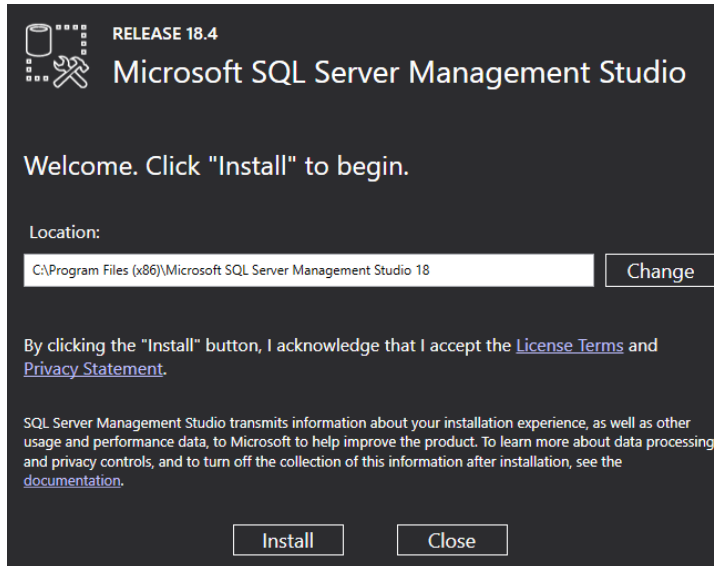 RELEASE 18.4
Microsoft SQL Server Management Studio
Welcome. Click "Install" to begin.
Location:
C:\Program Files (x86)\Microsoft SQL Server Management Studio 18
Change
By clicking the "Install" button, I acknowledge that I accept the License Terms and
Privacy Statement.
SQL Server Management Studio transmits information about your installation experience, as well as other
usage and performance data, to Microsoft to help improve the product. To learn more about data processing
and privacy controls, and to turn off the collection of this information after installation, see the
documentation.
Install
Close